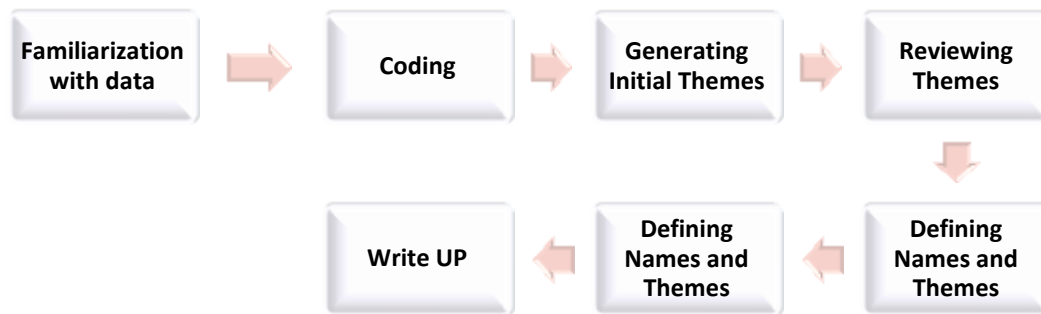 Familiarization
with data
Coding
Generating
Initial Themes
Reviewing
Themes
Defining
Names and
Themes
Defining
Names and
Themes
Write UP